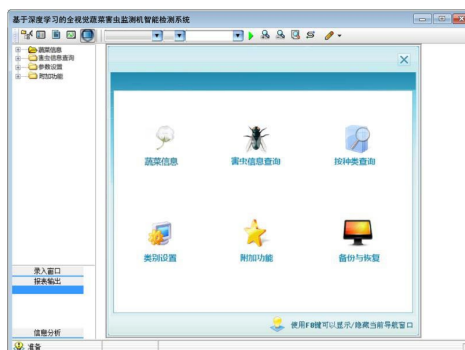 基于深度学习的全视觉蔬菜害虫监测机智能检测系统
蔬菜信息
害虫信息查询
参数设置
附加功能
蔬菜信息
害虫信息查询
按种类查询
类别设置
附加功能
备份与恢复
录入窗口
报表输出
信息分析
使用F8键可以显示/隐藏当前导航窗口
准备